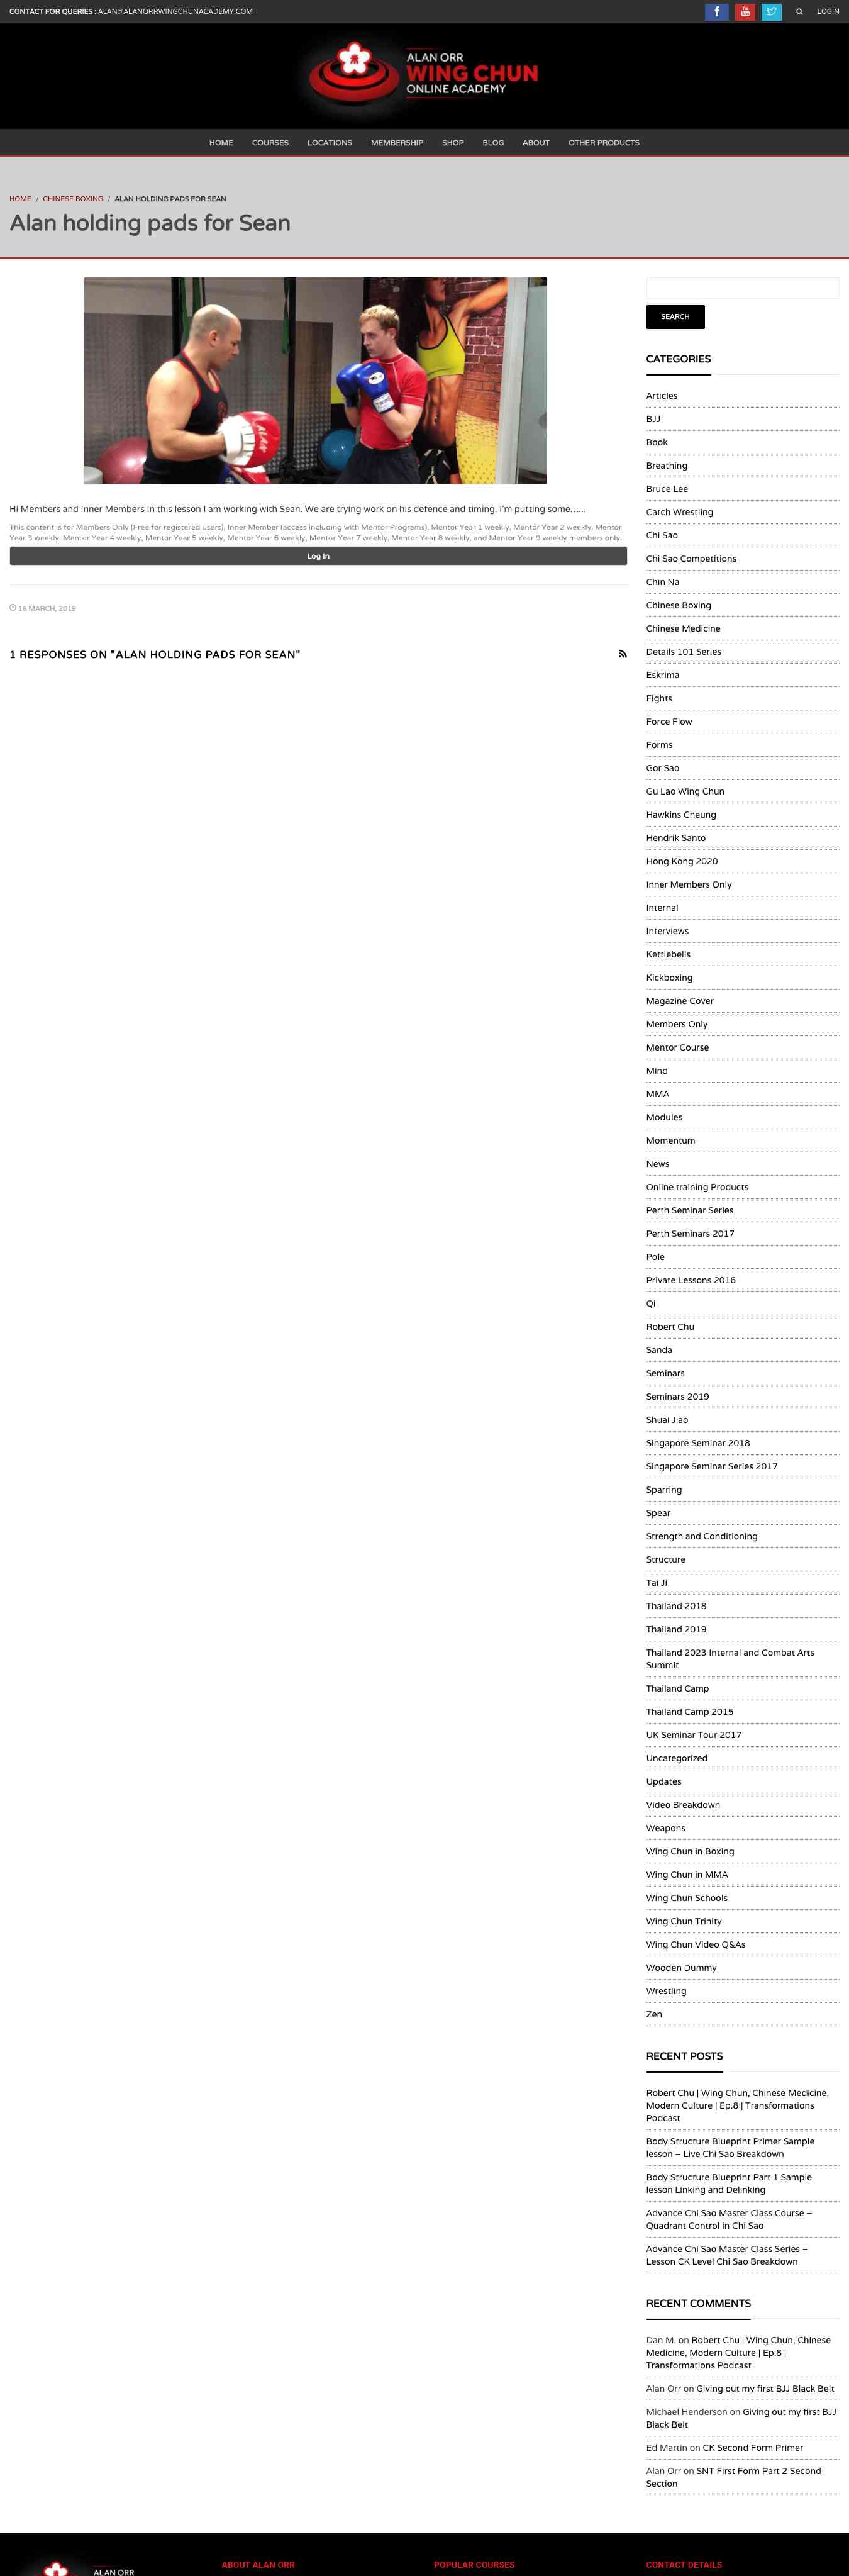 CONTACT FOR QUERIES : ALAN@ALANORRWINGCHUNACADEMY.COM
LOGIN
ALAN ORR
WING CHUN
ONLINE ACADEMY
HOME COURSES LOCATIONS MEMBERSHIP SHOP BLOG ABOUT OTHER PRODUCTS
HOME / CHINESE BOXING / ALAN HOLDING PADS FOR SEAN
Alan holding pads for Sean
Hi Members and Inner Members In this lesson I am working with Sean. We are trying work on his defence and timing. I'm putting some…...
This content is for Members Only (Free for registered users), Inner Member (access including with Mentor Programs), Mentor Year 1 weekly, Mentor Year 2 weekly, Mentor
Year 3 weekly, Mentor Year 4 weekly, Mentor Year 5 weekly, Mentor Year 6 weekly, Mentor Year 7 weekly, Mentor Year 8 weekly, and Mentor Year 9 weekly members only.
Log In
16 MARCH, 2019
1 RESPONSES ON "ALAN HOLDING PADS FOR SEAN"
SEARCH
CATEGORIES
Articles
BJJ
Book
Breathing
Bruce Lee
Catch Wrestling
Chi Sao
Chi Sao Competitions
Chin Na
Chinese Boxing
Chinese Medicine
Details 101 Series
Eskrima
Fights
Force Flow
Forms
Gor Sao
Gu Lao Wing Chun
Hawkins Cheung
Hendrik Santo
Hong Kong 2020
Inner Members Only
Internal
Interviews
Kettlebells
Kickboxing
Magazine Cover
Members Only
Mentor Course
Mind
MMA
Modules
Momentum
News
Online training Products
Perth Seminar Series
Perth Seminars 2017
Pole
Private Lessons 2016
Qi
Robert Chu
Sanda
Seminars
Seminars 2019
Shuai Jiao
Singapore Seminar 2018
Singapore Seminar Series 2017
Sparring
Spear
Strength and Conditioning
Structure
Tai Ji
Thailand 2018
Thailand 2019
Thailand 2023 Internal and Combat Arts
Summit
Thailand Camp
Thailand Camp 2015
UK Seminar Tour 2017
Uncategorized
Updates
Video Breakdown
Weapons
Wing Chun in Boxing
Wing Chun in MMA
Wing Chun Schools
Wing Chun Trinity
Wing Chun Video Q&As
Wooden Dummy
Wrestling
Zen
RECENT POSTS
Robert Chu | Wing Chun, Chinese Medicine,
Modern Culture | Ep.8 | Transformations
Podcast
Body Structure Blueprint Primer Sample
lesson – Live Chi Sao Breakdown
Body Structure Blueprint Part 1 Sample
lesson Linking and Delinking
Advance Chi Sao Master Class Course –
Quadrant Control in Chi Sao
Advance Chi Sao Master Class Series –
Lesson CK Level Chi Sao Breakdown
RECENT COMMENTS
Dan M. on Robert Chu | Wing Chun, Chinese
Medicine, Modern Culture | Ep.8 |
Transformations Podcast
Alan Orr on Giving out my first BJJ Black Belt
Michael Henderson on Giving out my first BJJ
Black Belt
Ed Martin on CK Second Form Primer
Alan Orr on SNT First Form Part 2 Second
Section
ALAN ORR
ABOUT ALAN ORR
POPULAR COURSES
CONTACT DETAILS